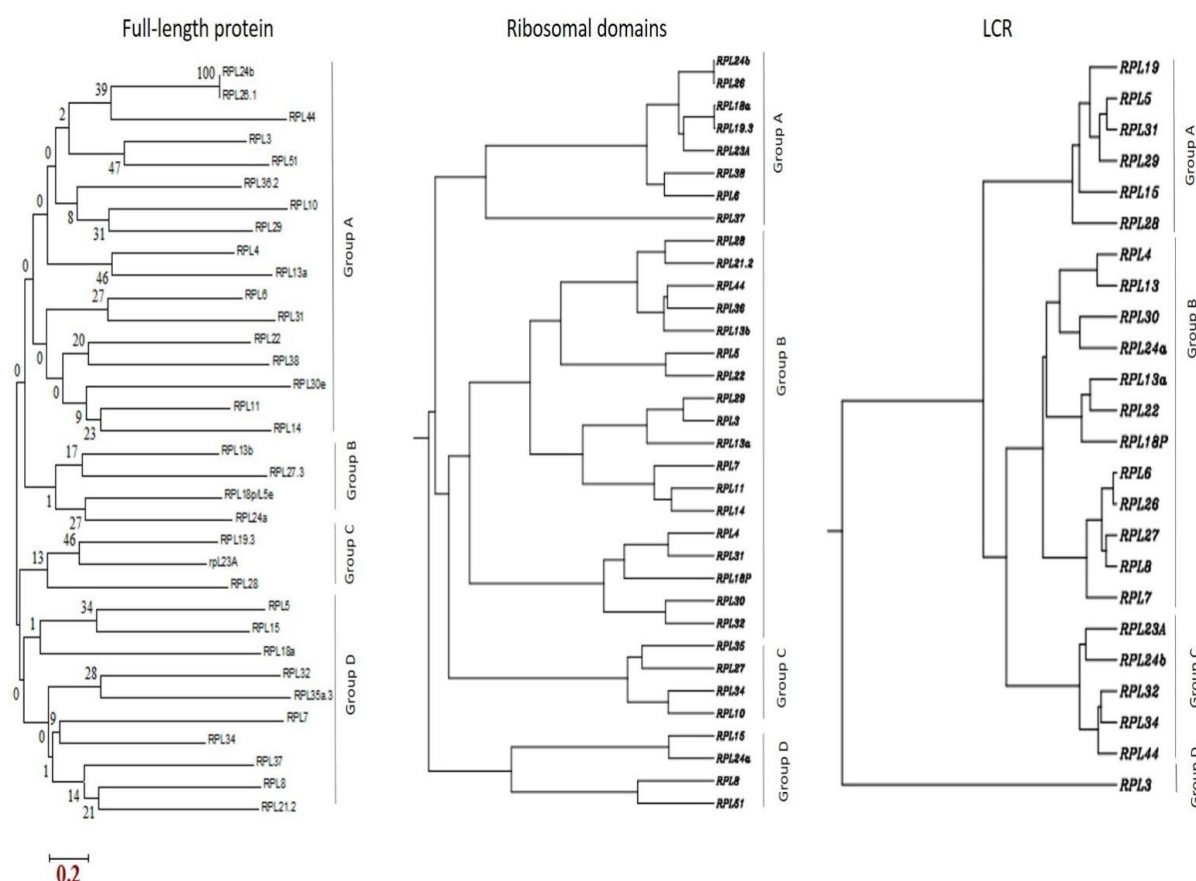 Full-length protein
100
RPL24b
RPL26.1
39
RPL44
2
RPL3
47
RPL51
0
RPL36.2
0
8
RPL10
31
RPL29
RPL4
46
RPL13a
0
27
RPL6
RPL31
0
20
RPL22
RPL38
0
RPL30e
9
RPL11
23
RPL14
0
17
RPL13b
RPL27.3
1
RPL18p/L5e
27
RPL24a
46
RPL19.3
13
rpL23A
RPL28
34
RPL5
1
RPL15
RPL18a
0
28
RPL32
RPL35a.3
9
RPL7
0
RPL34
1
RPL37
14
RPL8
21
RPL21.2
Group A
Group B
Group C
Group D
0.2
Ribosomal domains
RPL24b
RPL26
RPL18a
RPL19.3
RPL23A
RPL38
RPL6
RPL37
RPL28
RPL21.2
RPL44
RPL36
RPL13b
RPL5
RPL22
RPL29
RPL3
RPL13a
RPL7
RPL11
RPL14
RPL4
RPL31
RPL18P
RPL30
RPL32
RPL35
RPL27
RPL34
RPL10
RPL15
RPL24a
RPL8
RPL51
Group A
Group B
Group C
Group D
LCR
RPL19
RPL5
RPL31
RPL29
RPL15
RPL28
RPL4
RPL13
RPL30
RPL24a
RPL13a
RPL22
RPL18P
RPL6
RPL26
RPL27
RPL8
RPL7
RPL23A
RPL24b
RPL32
RPL34
RPL44
RPL3
Group A
Group B
Group C
Group D